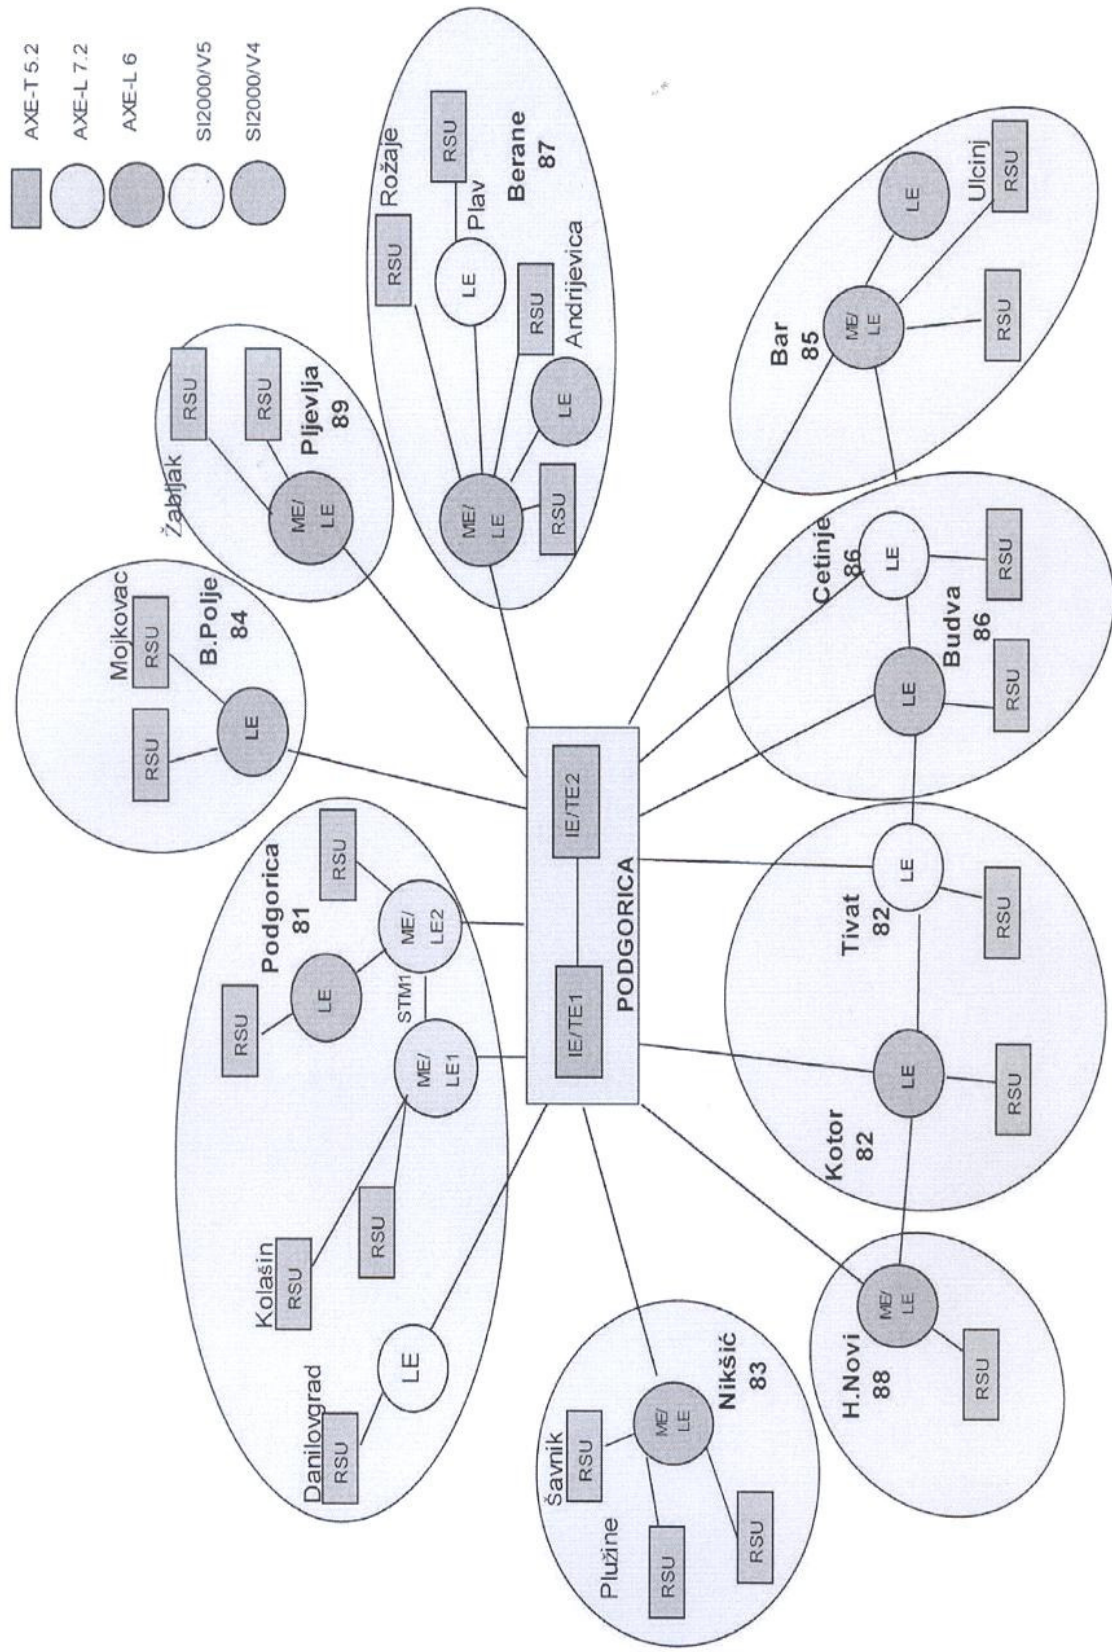 AXE-T 5.2
AXE-L 7.2
AXE-L 6
SI2000/V5
SI2000/V4
Danilovgrad
RSU
LE
Kolašin
RSU
RSU
ME/
LE1
STM1
RSU
LE
Podgorica
81
ME/
LE2
RSU
Mojkovac
RSU
RSU
B.Polje
84
LE
Žabljak
RSU
RSU
Pljevlja
89
ME/
LE
Rožaje
RSU
Plav
RSU
LE
Berane
87
RSU
Andrijevica
LE
ME/
LE
RSU
IE/TE1
IE/TE2
PODGORICA
Šavnik
RSU
Plužine
RSU
ME/
LE
RSU
Nikšić
83
H.Novi
88
ME/
LE
RSU
Kotor
82
LE
RSU
Tivat
82
LE
RSU
Cetinje
86
LE
RSU
LE
Budva
86
RSU
Bar
85
ME/
LE
LE
RSU
Ulcinj
RSU